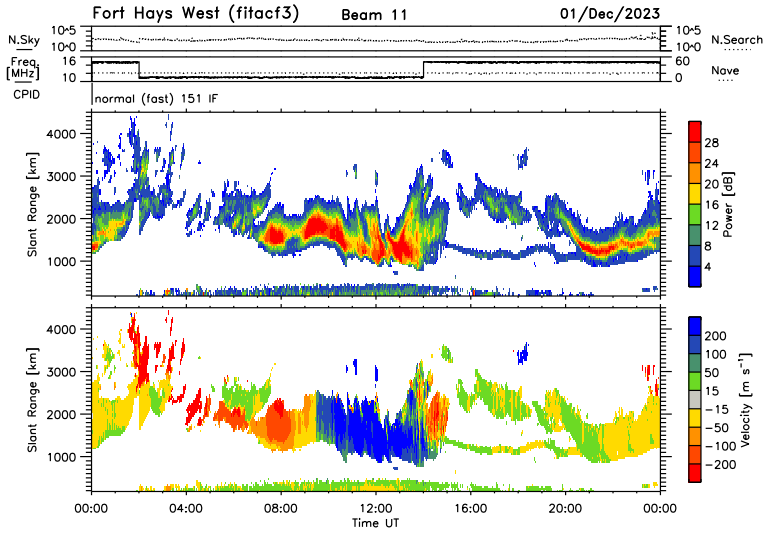 Fort Hays West (fitacf3) Beam 11 01/Dec/2023
N.Sky 10^5 10^0 10^5 10^0 N.Search
Freq. [MHz] 16 10 60 0 Nave
CPID normal (fast) 151 IF
Slant Range [km] 4000 3000 2000 1000
Power [dB] 28 24 20 16 12 8 4
Slant Range [km] 4000 3000 2000 1000
Velocity [m s⁻¹] 200 100 50 15 −15 −50 −100 −200
00:00 04:00 08:00 12:00 16:00 20:00 00:00
Time UT